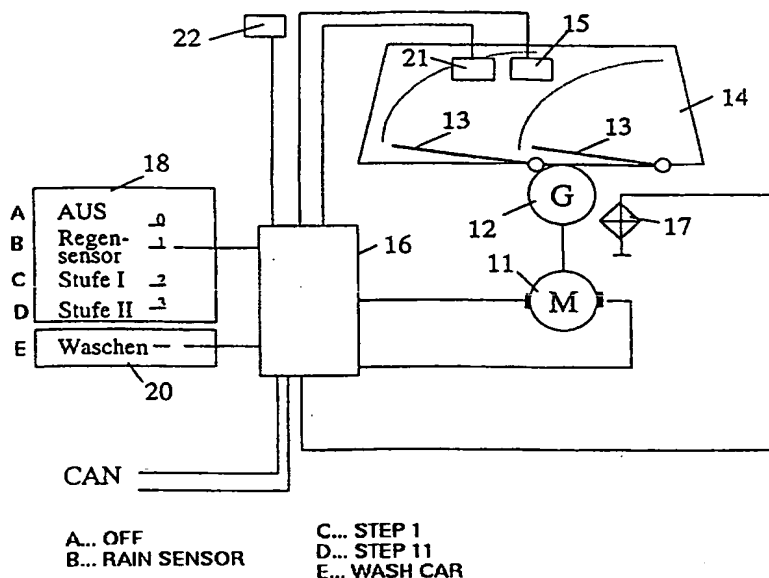 22
15
21
14
13
13
18
A AUS 0
B Regen-
sensor 1
C Stufe I 2
D Stufe II 3
E Waschen
20
16
G
12
17
11
M
CAN
A... OFF
B... RAIN SENSOR
C... STEP 1
D... STEP 11
E... WASH CAR